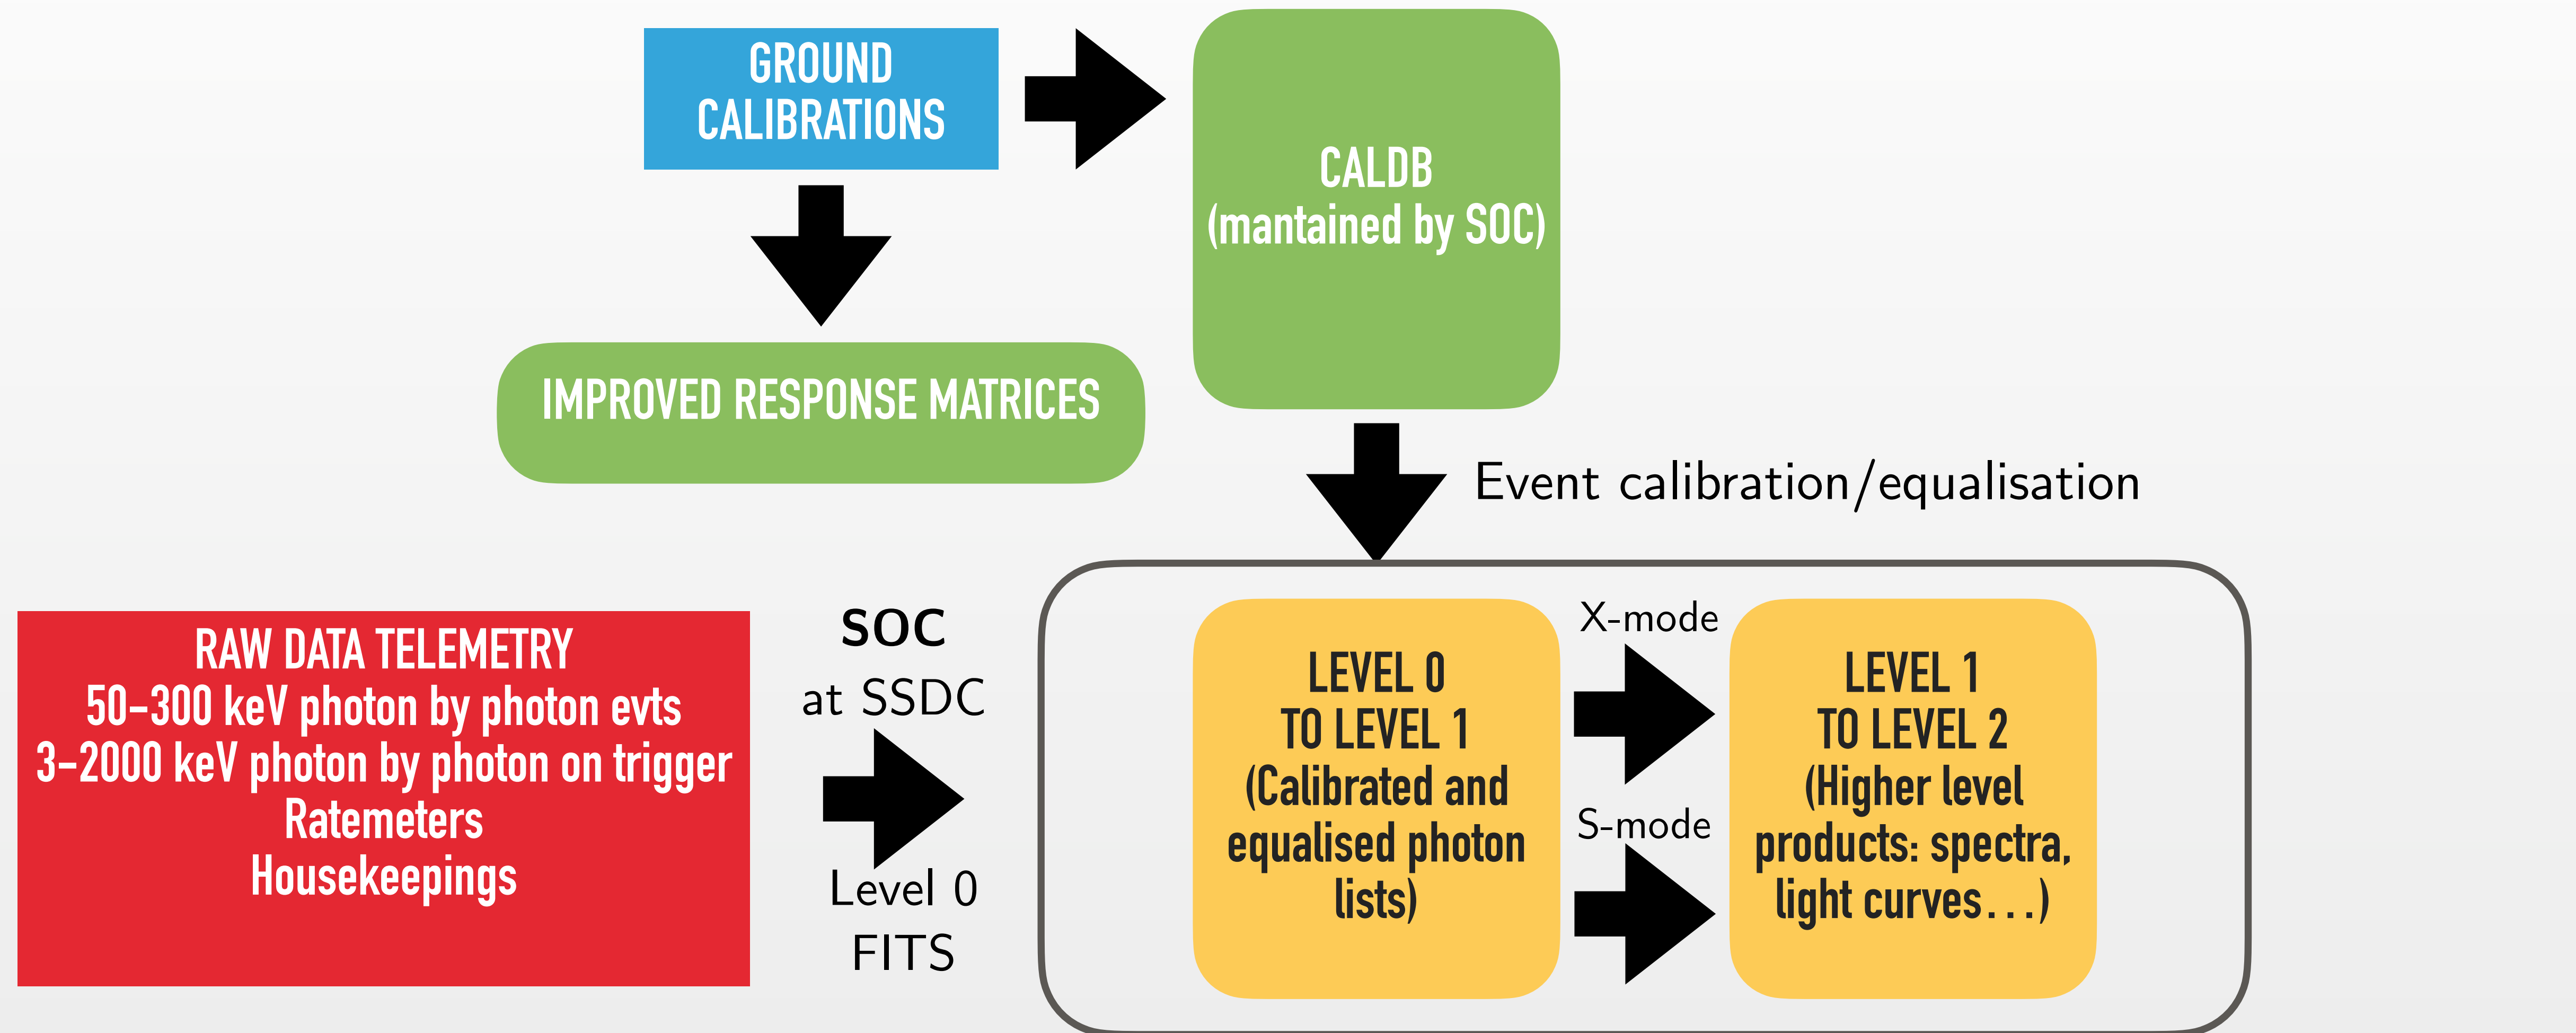 GROUND
CALIBRATIONS
CALDB
(mantained by SOC)
IMPROVED RESPONSE MATRICES
Event calibration/equalisation
RAW DATA TELEMETRY
50-300 keV photon by photon evts
3-2000 keV photon by photon on trigger
Ratemeters
Housekeepings
SOC
at SSDC
Level 0
FITS
LEVEL 0
TO LEVEL 1
(Calibrated and
equalised photon
lists)
X-mode
S-mode
LEVEL 1
TO LEVEL 2
(Higher level
products: spectra,
light curves...)